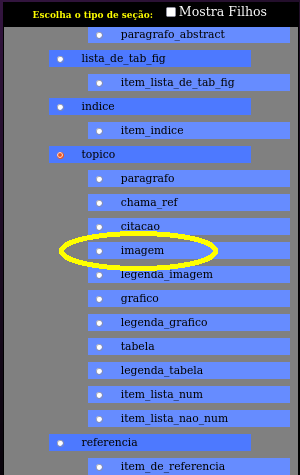 Escolha o tipo de seção: Mostra Filhos
paragrafo_abstract
lista_de_tab_fig
item_lista_de_tab_fig
indice
item_indice
topico
paragrafo
chama_ref
citacao
imagem
legenda_imagem
grafico
legenda_grafico
tabela
legenda_tabela
item_lista_num
item_lista_nao_num
referencia
item_de_referencia